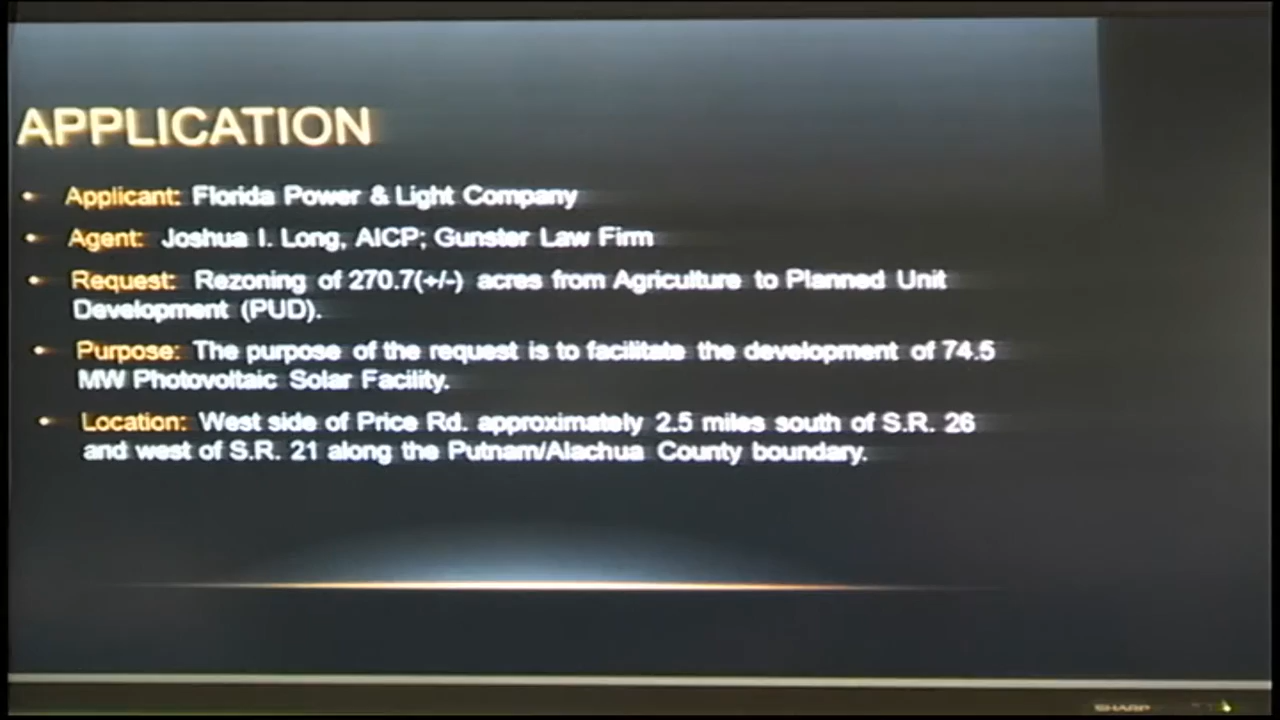 APPLICATION
• Applicant: Florida Power & Light Company
• Agent: Joshua I. Long, AICP; Gunster Law Firm
• Request: Rezoning of 270.7(+/-) acres from Agriculture to Planned Unit
Development (PUD).
• Purpose: The purpose of the request is to facilitate the development of 74.5
MW Photovoltaic Solar Facility.
• Location: West side of Price Rd. approximately 2.5 miles south of S.R. 26
and west of S.R. 21 along the Putnam/Alachua County boundary.
SHARP